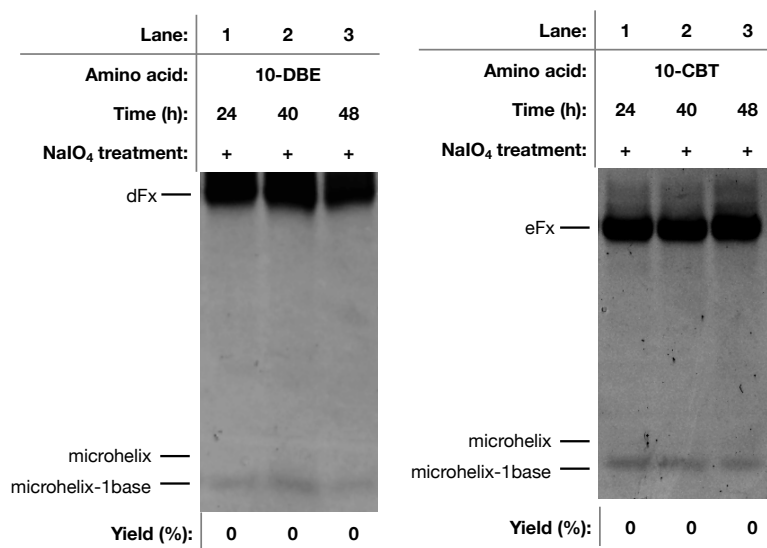 Lane: 1 2 3
Amino acid: 10-DBE
Time (h): 24 40 48
NaIO₄ treatment: + + +
dFx
microhelix
microhelix-1base
Yield (%): 0 0 0
Lane: 1 2 3
Amino acid: 10-CBT
Time (h): 24 40 48
NaIO₄ treatment: + + +
eFx
microhelix
microhelix-1base
Yield (%): 0 0 0